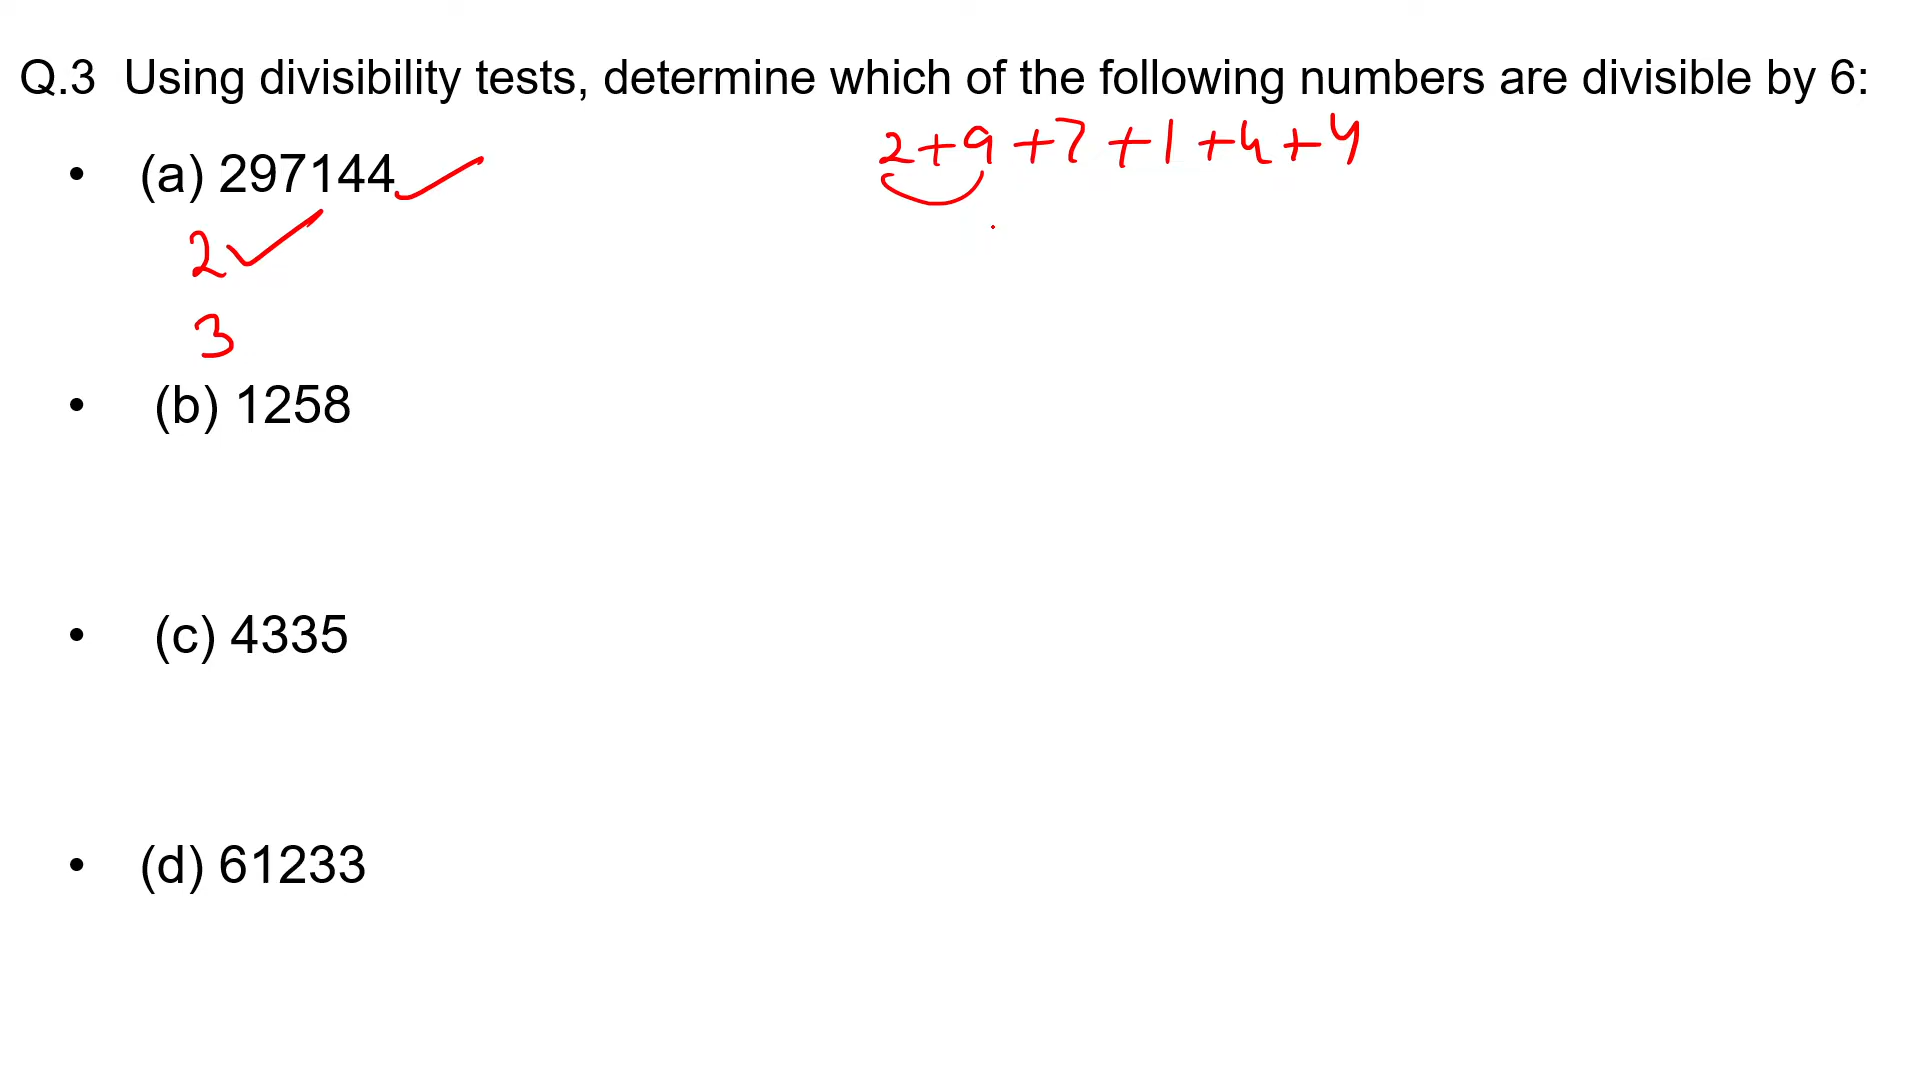 Q.3 Using divisibility tests, determine which of the following numbers are divisible by 6:
2+9+7+1+4+4
• (a) 297144
2
3
• (b) 1258
• (c) 4335
• (d) 61233